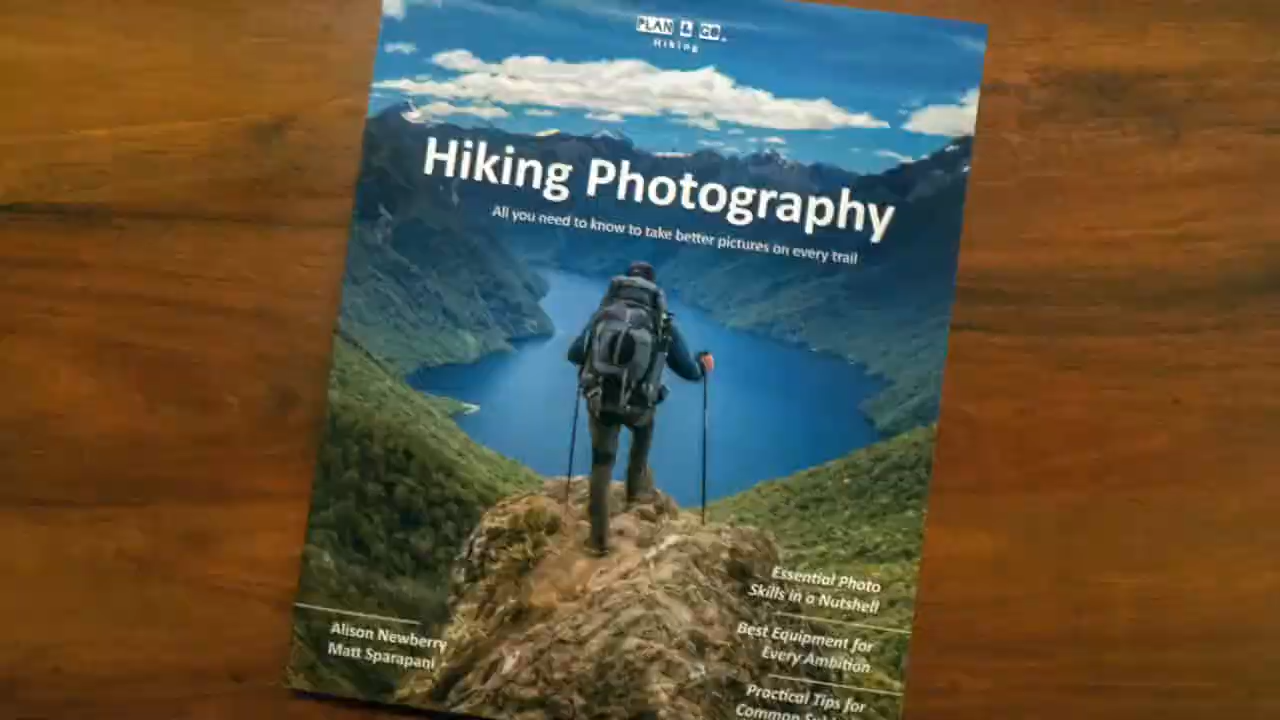 PLAN & GO
Hiking
Hiking Photography
All you need to know to take better pictures on every trail
Essential Photo
Skills in a Nutshell
Best Equipment for
Every Ambition
Practical Tips for
Common
Alison Newberry
Matt Sparapani